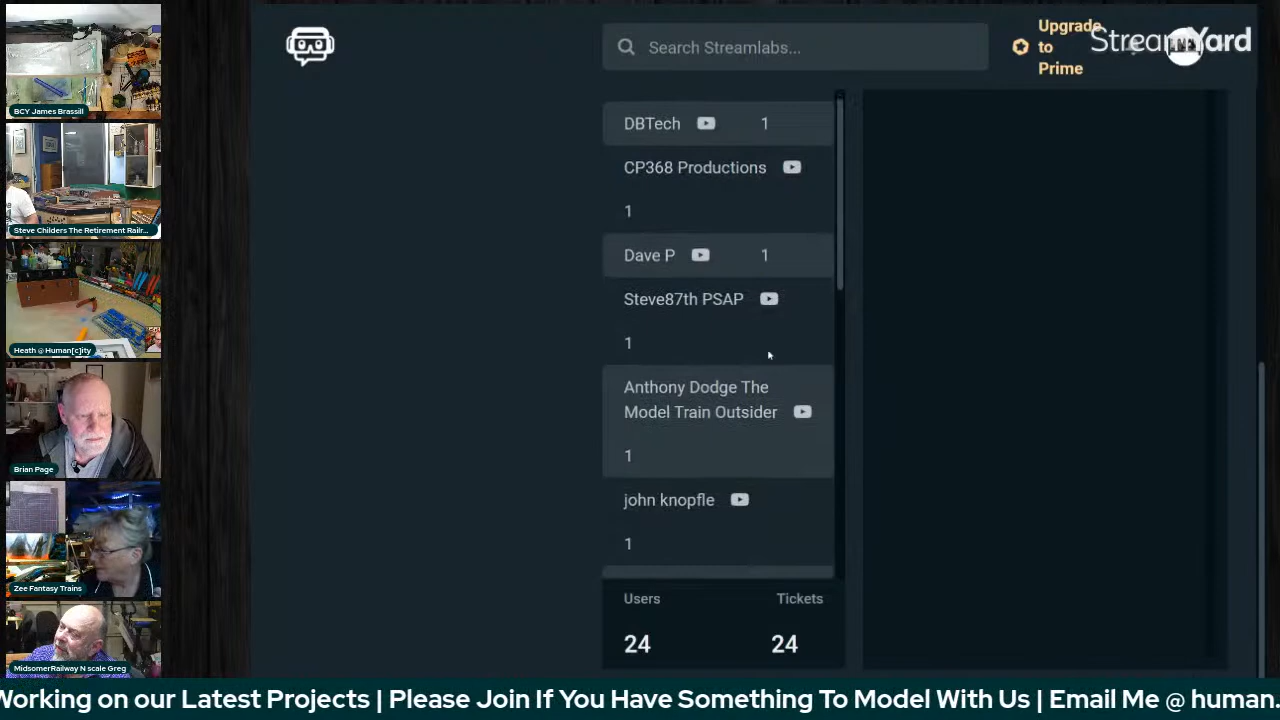 BCY James Brassill
Steve Childers The Retirement Railr...
Heath @ Human[c]ity
Brian Page
Zee Fantasy Trains
MidsomerRailway N scale Greg
Search Streamlabs...
Upgrade
to
Prime
StreamYard
DBTech 1
CP368 Productions
1
Dave P 1
Steve87th PSAP
1
Anthony Dodge The
Model Train Outsider
1
john knopfle
1
Users Tickets
24 24
Working on our Latest Projects | Please Join If You Have Something To Model With Us | Email Me @ human.